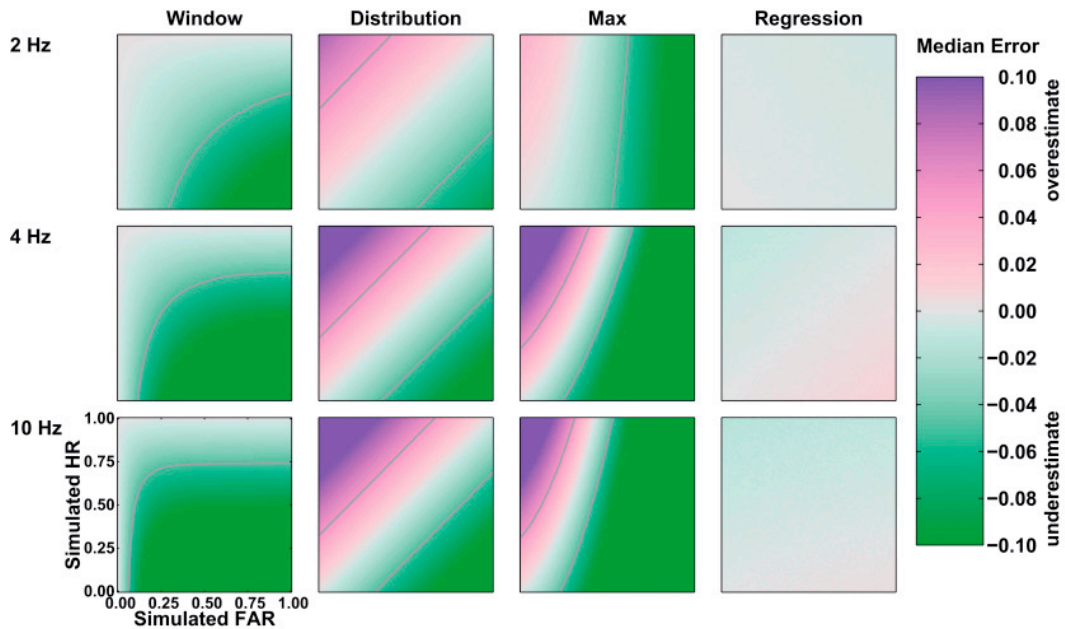 Window Distribution Max Regression
2 Hz
Median Error
4 Hz
10 Hz
0.10
0.08
0.06
0.04
0.02
0.00
−0.02
−0.04
−0.06
−0.08
−0.10
overestimate
underestimate
1.00
0.75
0.50
0.25
0.00
Simulated HR
0.00 0.25 0.50 0.75 1.00
Simulated FAR